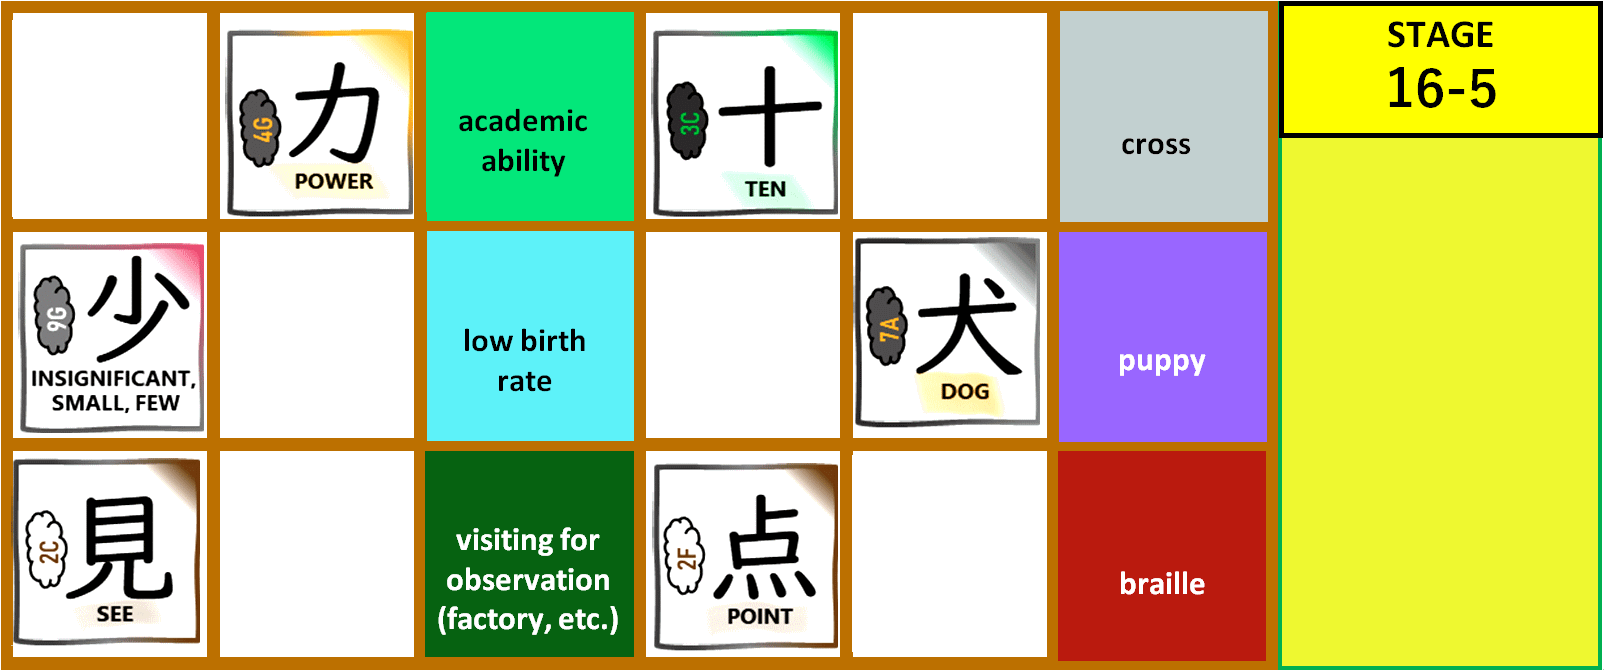 4G
力
POWER
academic
ability
3C
十
TEN
cross
STAGE
16-5
9G
少
INSIGNIFICANT,
SMALL, FEW
low birth
rate
7A
犬
DOG
puppy
2C
見
SEE
visiting for
observation
(factory, etc.)
2F
点
POINT
braille